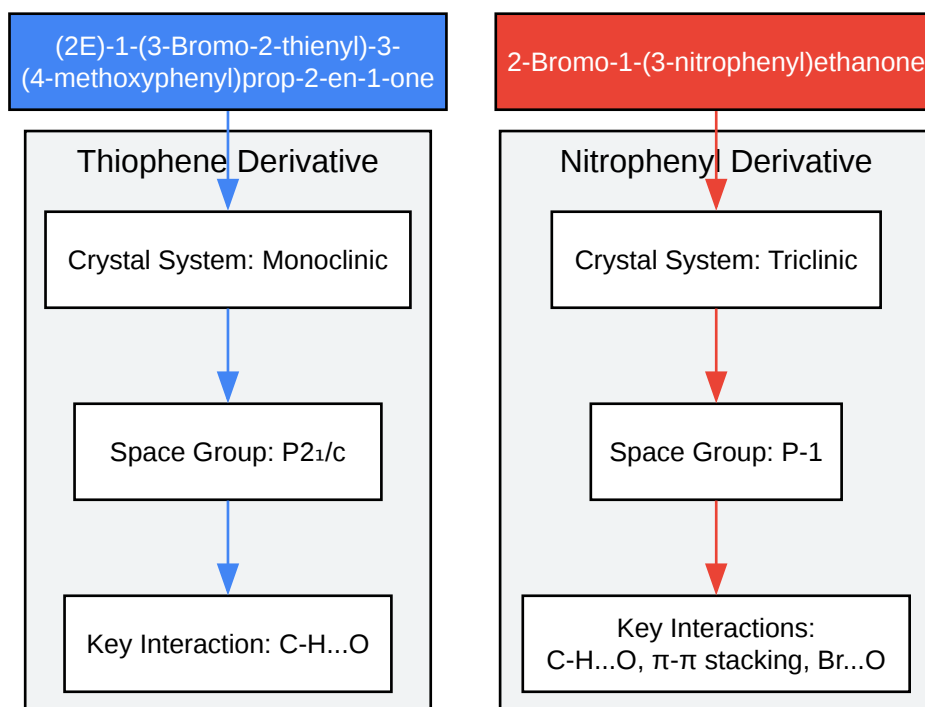 (2E)-1-(3-Bromo-2-thienyl)-3-
(4-methoxyphenyl)prop-2-en-1-one
Thiophene Derivative
Crystal System: Monoclinic
Space Group: P2₁/c
Key Interaction: C-H...O
2-Bromo-1-(3-nitrophenyl)ethanone
Nitrophenyl Derivative
Crystal System: Triclinic
Space Group: P-1
Key Interactions:
C-H...O, π-π stacking, Br...O